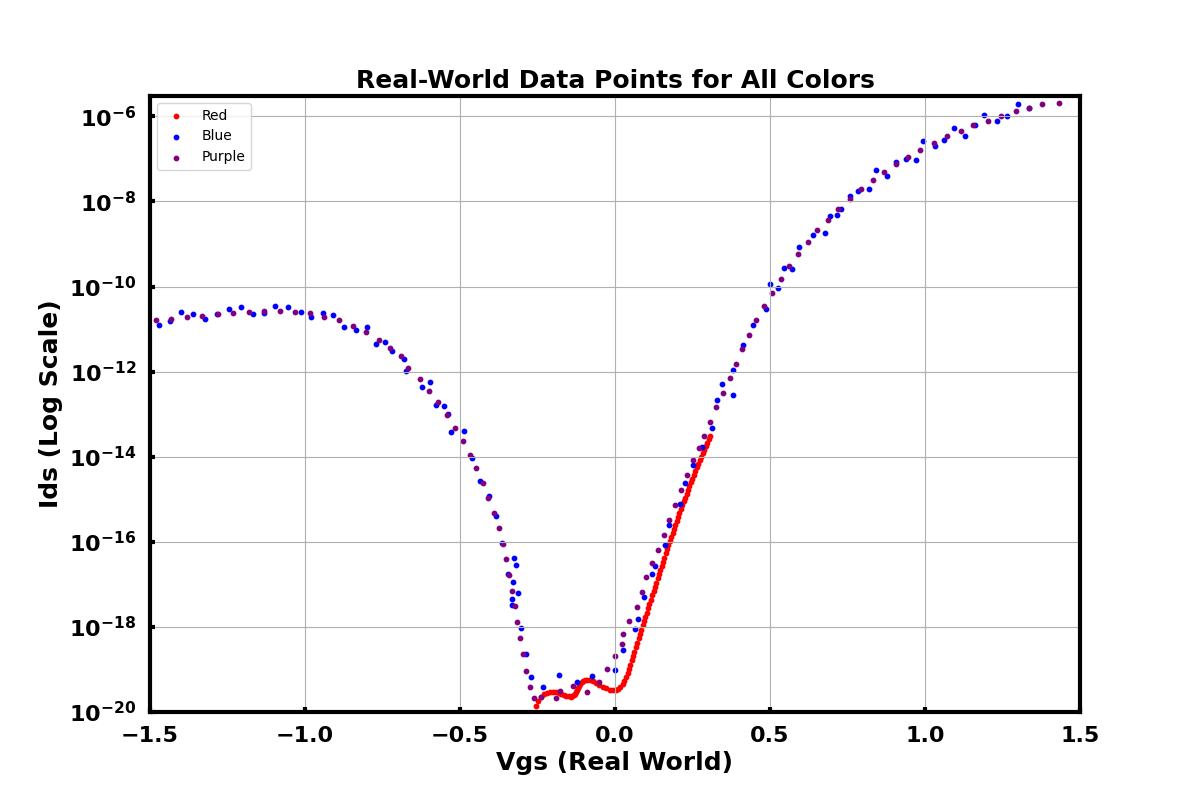 Real-World Data Points for All Colors
Red
Blue
Purple
Ids (Log Scale)
10⁻⁶
10⁻⁸
10⁻¹⁰
10⁻¹²
10⁻¹⁴
10⁻¹⁶
10⁻¹⁸
10⁻²⁰
−1.5 −1.0 −0.5 0.0 0.5 1.0 1.5
Vgs (Real World)